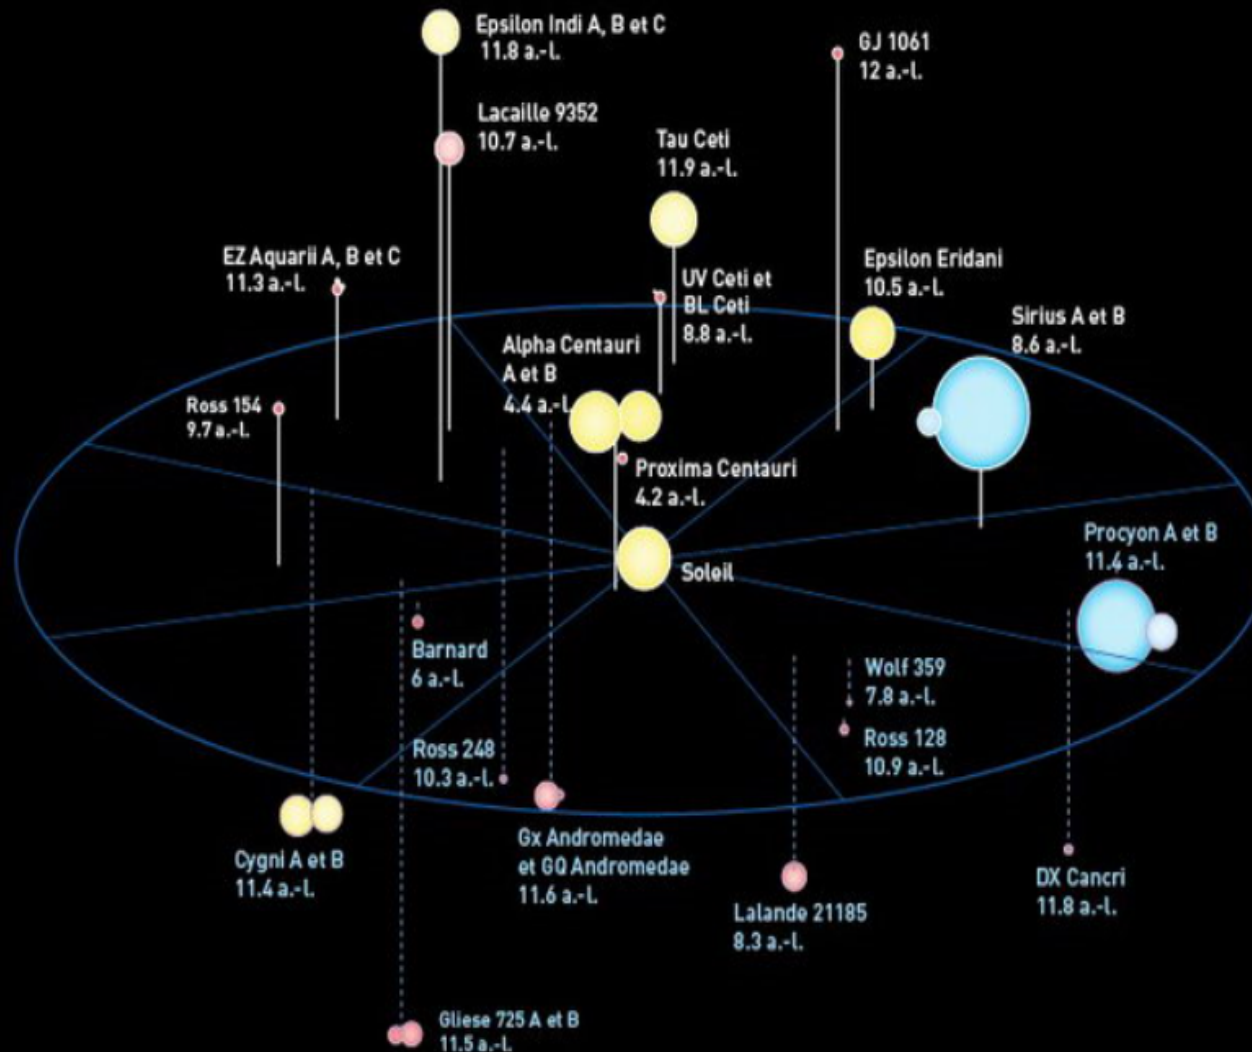 Epsilon Indi A, B et C
11.8 a.-l.
GJ 1061
12 a.-l.
Lacaille 9352
10.7 a.-l.
Tau Ceti
11.9 a.-l.
EZ Aquarii A, B et C
11.3 a.-l.
Epsilon Eridani
10.5 a.-l.
UV Ceti et
BL Ceti
8.8 a.-l.
Sirius A et B
8.6 a.-l.
Alpha Centauri
A et B
4.4 a.-l.
Ross 154
9.7 a.-l.
Proxima Centauri
4.2 a.-l.
Soleil
Procyon A et B
11.4 a.-l.
Barnard
6 a.-l.
Wolf 359
7.8 a.-l.
Ross 248
10.3 a.-l.
Ross 128
10.9 a.-l.
Gx Andromedae
et GQ Andromedae
11.6 a.-l.
Cygni A et B
11.4 a.-l.
DX Cancri
11.8 a.-l.
Lalande 21185
8.3 a.-l.
Gliese 725 A et B
11.5 a.-l.